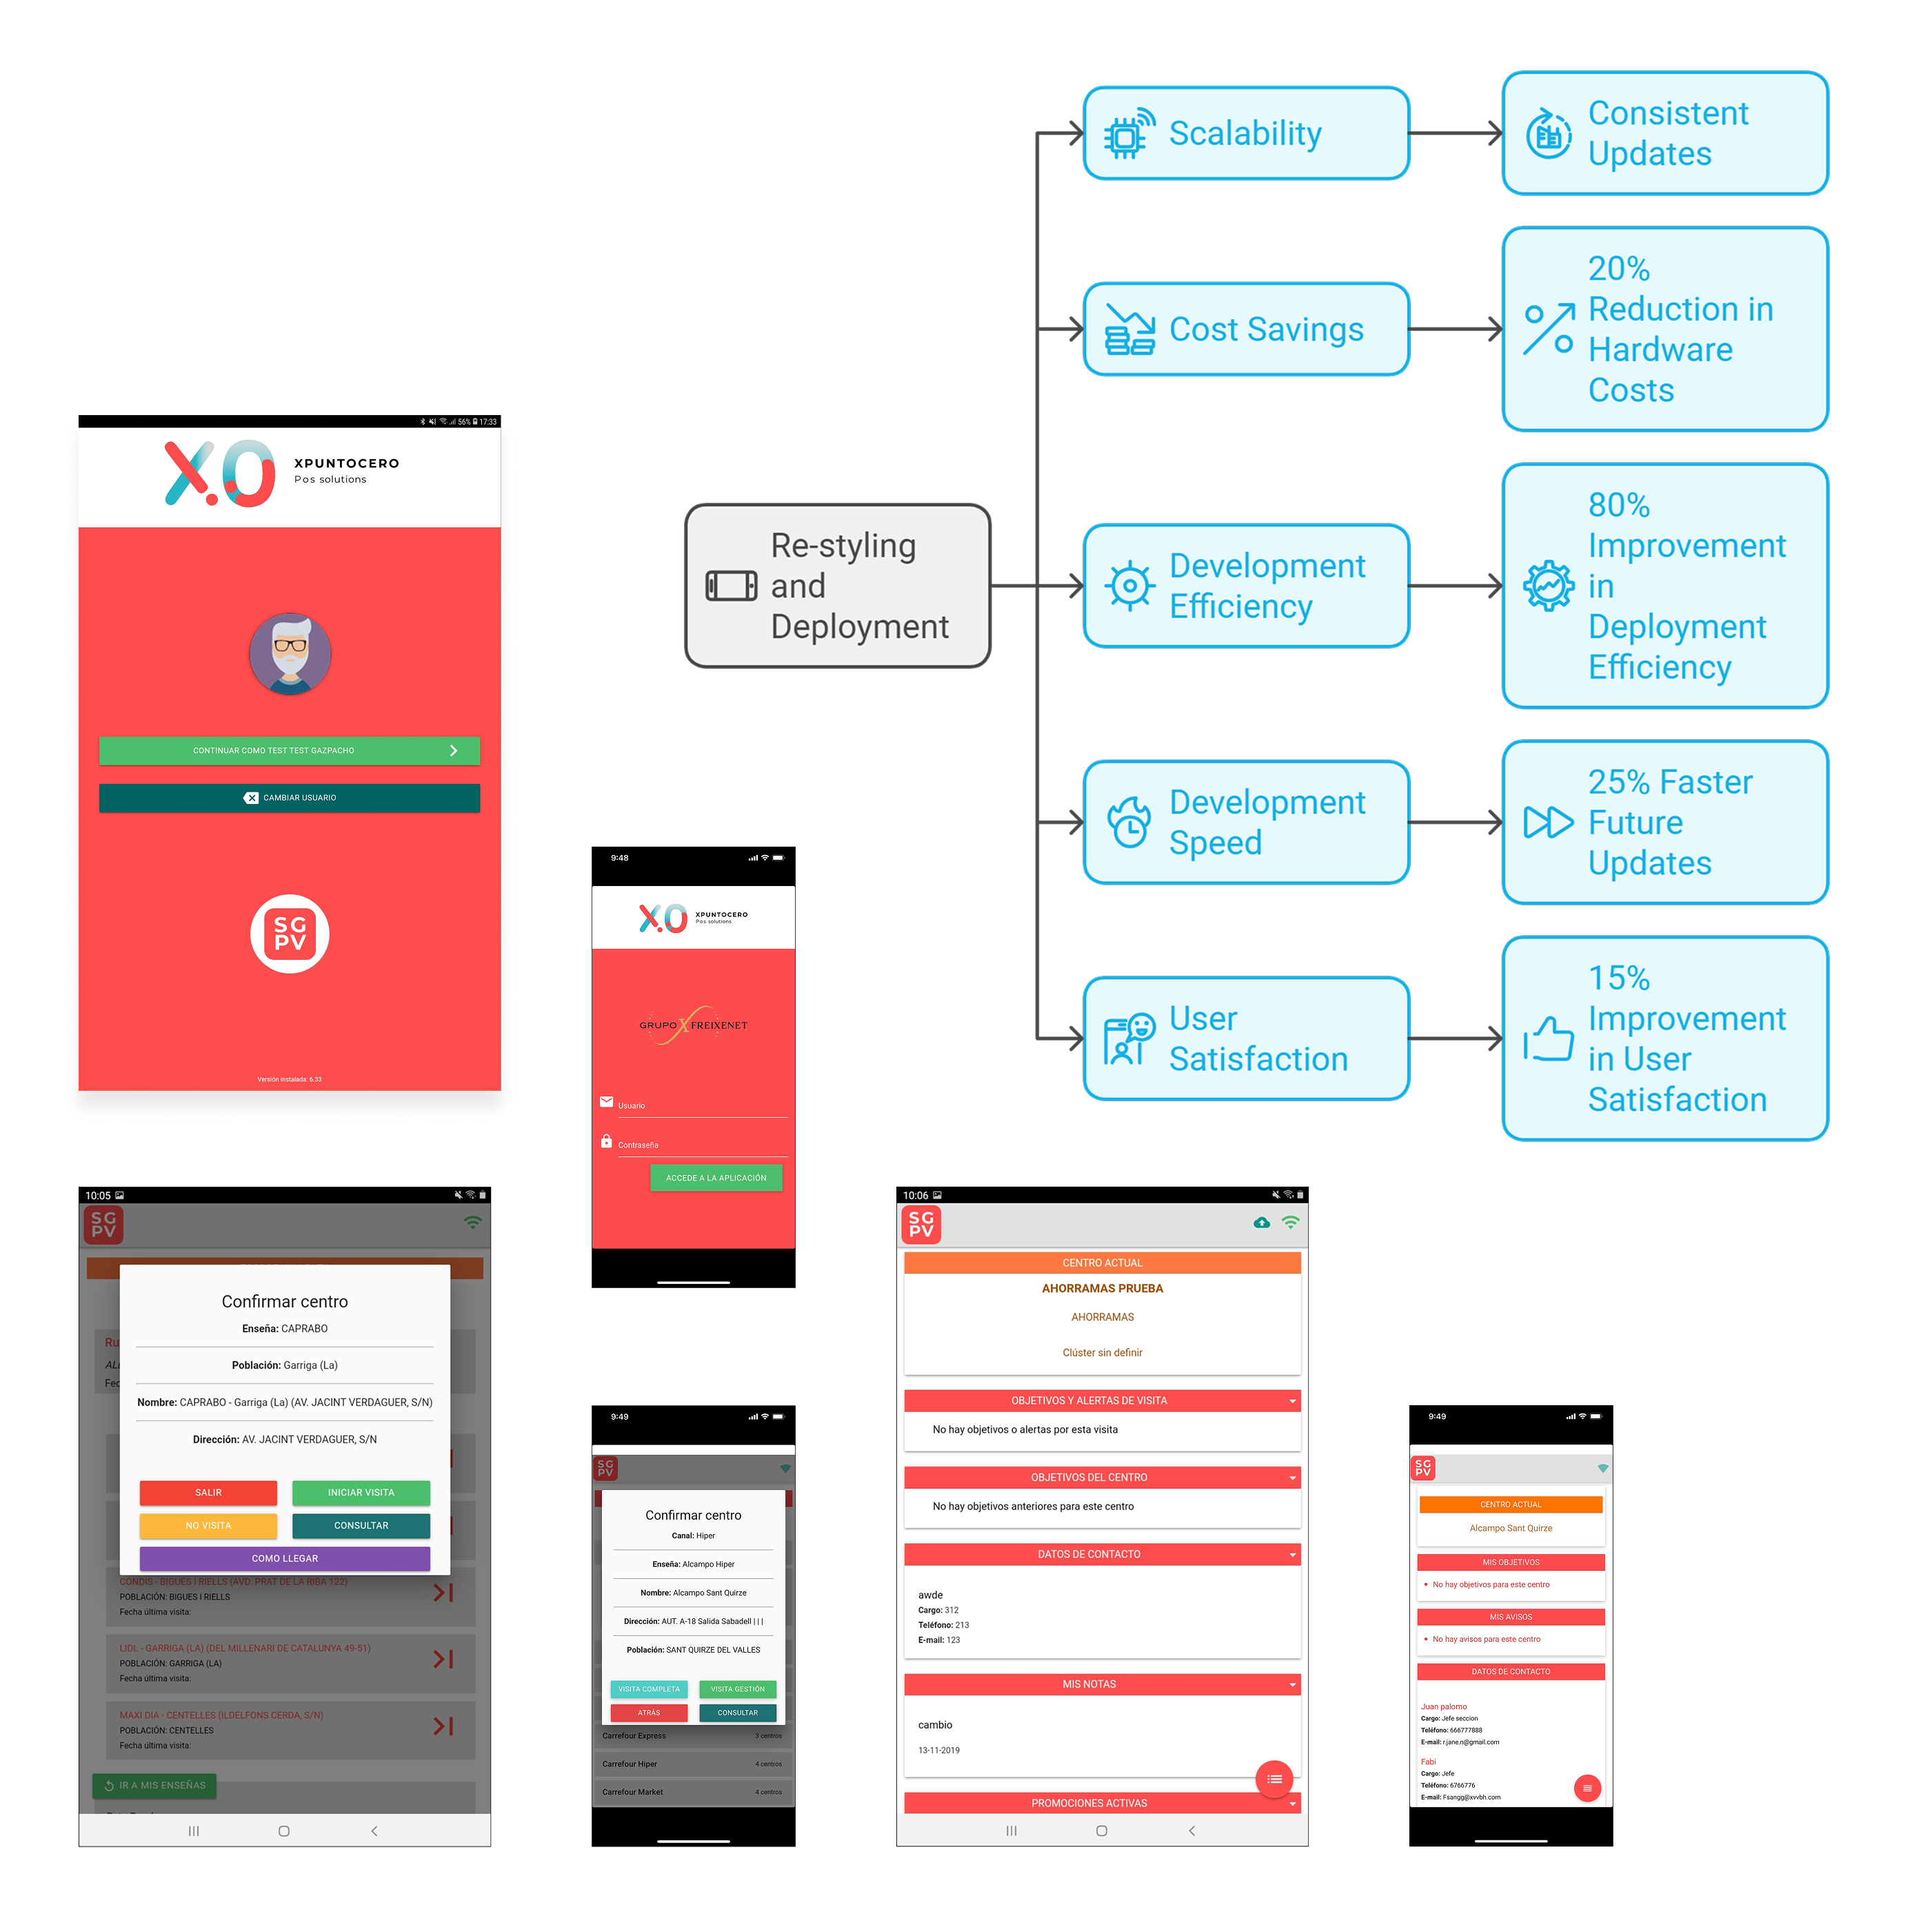 Scalability
Consistent
Updates
Cost Savings
20%
Reduction in
Hardware
Costs
Re-styling
and
Deployment
Development
Efficiency
80%
Improvement
in
Deployment
Efficiency
Development
Speed
25% Faster
Future
Updates
User
Satisfaction
15%
Improvement
in User
Satisfaction
56% 17:33
X.0
XPUNTOCERO
Pos solutions
CONTINUAR COMO TEST TEST GAZPACHO
CAMBIAR USUARIO
SG
PV
Versión instalada: 6.33
9:48
X.0
XPUNTOCERO
Pos solutions
GRUPO FREIXENET
Usuario
Contraseña
ACCEDE A LA APLICACIÓN
10:05
SG
PV
Ru
ALI
Fec
Confirmar centro
Enseña: CAPRABO
Población: Garriga (La)
Nombre: CAPRABO - Garriga (La) (AV. JACINT VERDAGUER, S/N)
Dirección: AV. JACINT VERDAGUER, S/N
SALIR
INICIAR VISITA
NO VISITA
CONSULTAR
COMO LLEGAR
CONDIS - BIGUES I RIELLS (AVD. PRAT DE LA RIBA 122)
POBLACIÓN: BIGUES I RIELLS
Fecha última visita:
LIDL - GARRIGA (LA) (DEL MILLENARI DE CATALUNYA 49-51)
POBLACIÓN: GARRIGA (LA)
Fecha última visita:
MAXI DIA - CENTELLES (ILDELFONS CERDA, S/N)
POBLACIÓN: CENTELLES
Fecha última visita:
IR A MIS ENSEÑAS
9:49
SG
PV
Confirmar centro
Canal: Hiper
Enseña: Alcampo Hiper
Nombre: Alcampo Sant Quirze
Dirección: AUT. A-18 Salida Sabadell | | |
Población: SANT QUIRZE DEL VALLES
VISITA COMPLETA
VISITA GESTIÓN
ATRÁS
CONSULTAR
Carrefour Express 3 centros
Carrefour Hiper 4 centros
Carrefour Market 4 centros
10:06
SG
PV
CENTRO ACTUAL
AHORRAMAS PRUEBA
AHORRAMAS
Clúster sin definir
OBJETIVOS Y ALERTAS DE VISITA
No hay objetivos o alertas por esta visita
OBJETIVOS DEL CENTRO
No hay objetivos anteriores para este centro
DATOS DE CONTACTO
awde
Cargo: 312
Teléfono: 213
E-mail: 123
MIS NOTAS
cambio
13-11-2019
PROMOCIONES ACTIVAS
9:49
SG
PV
CENTRO ACTUAL
Alcampo Sant Quirze
MIS OBJETIVOS
• No hay objetivos para este centro
MIS AVISOS
• No hay avisos para este centro
DATOS DE CONTACTO
Juan palomo
Cargo: Jefe seccion
Teléfono: 666777888
E-mail: r.jane.n@gmail.com
Fabi
Cargo: Jefe
Teléfono: 6766776
E-mail: Fsangg@xvvbh.com